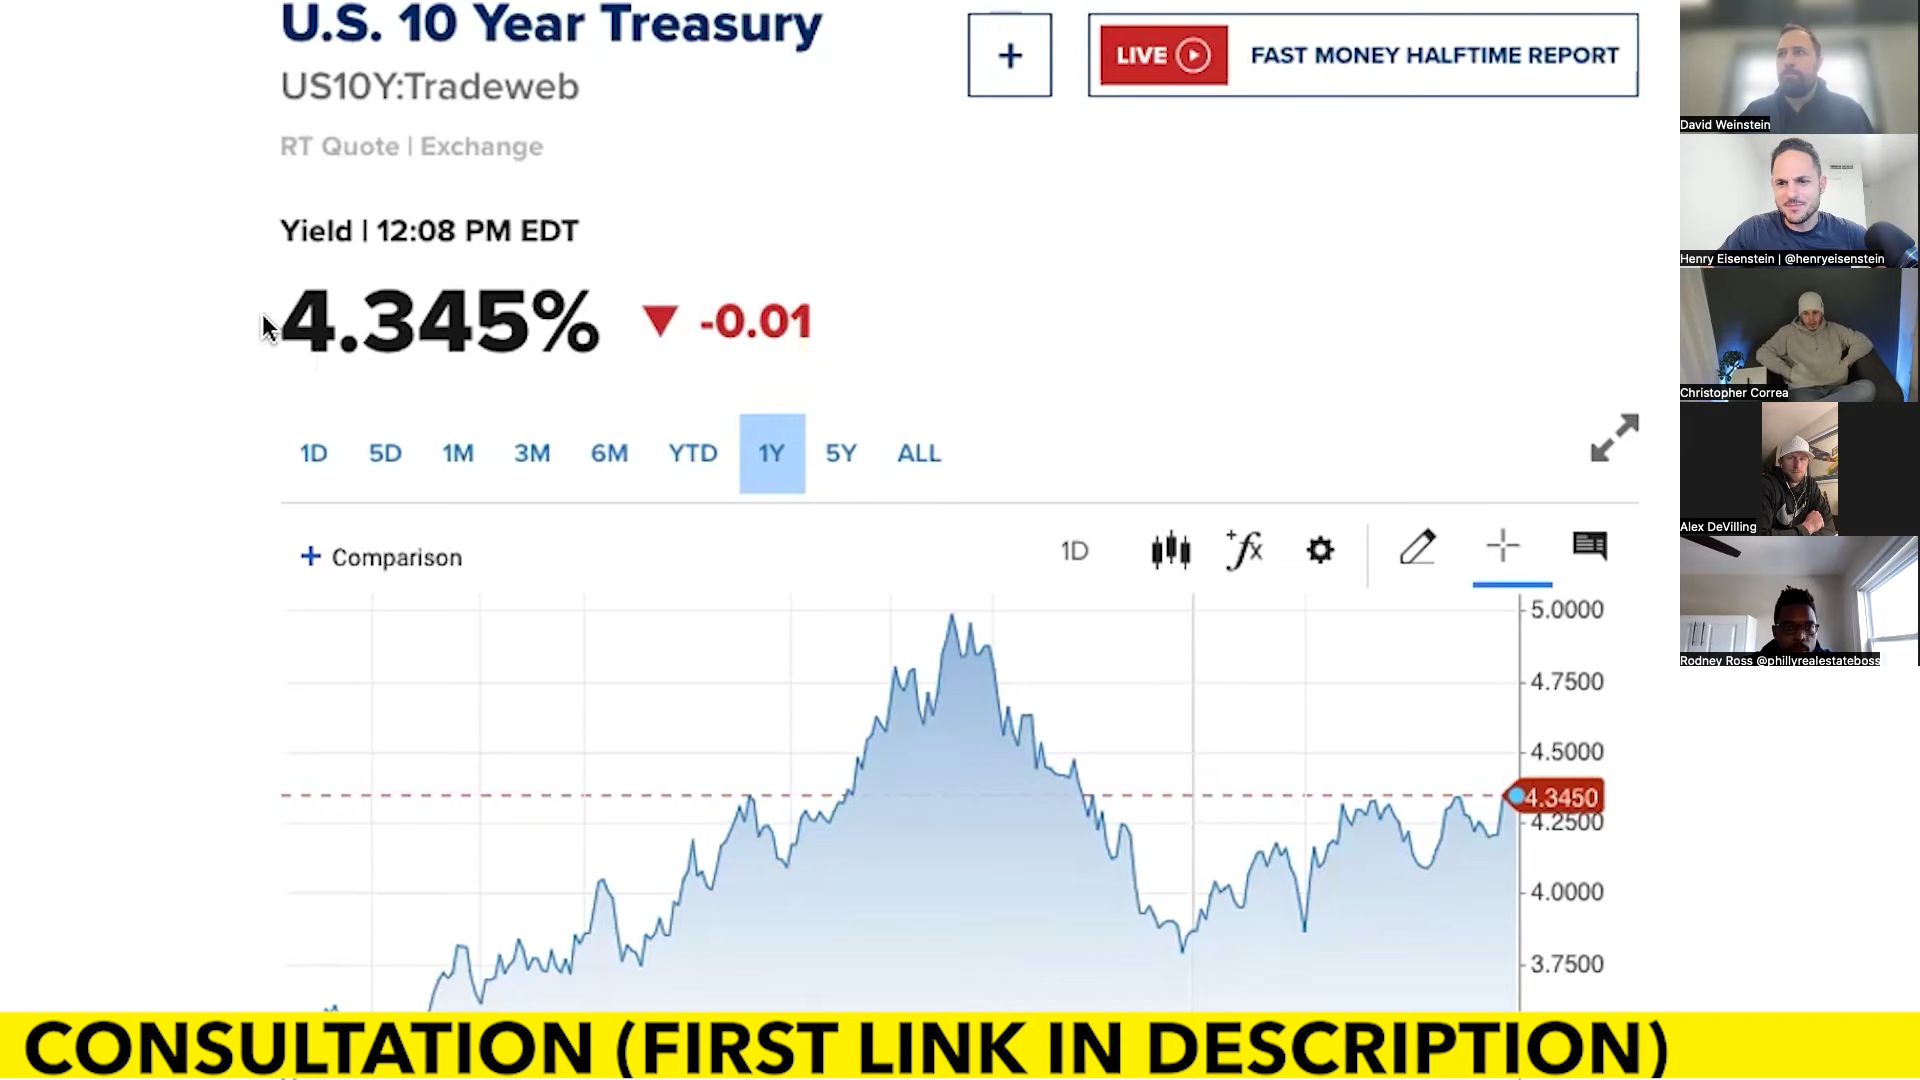 U.S. 10 Year Treasury
US10Y:Tradeweb
RT Quote | Exchange
+
LIVE
FAST MONEY HALFTIME REPORT
Yield | 12:08 PM EDT
4.345% ▼ -0.01
1D 5D 1M 3M 6M YTD 1Y 5Y ALL
+ Comparison
1D
+fx
5.0000
4.7500
4.5000
4.3450
4.2500
4.0000
3.7500
David Weinstein
Henry Eisenstein | @henryeisenstein
Christopher Correa
Alex DeVilling
Rodney Ross @phillyrealestateboss
CONSULTATION (FIRST LINK IN DESCRIPTION)